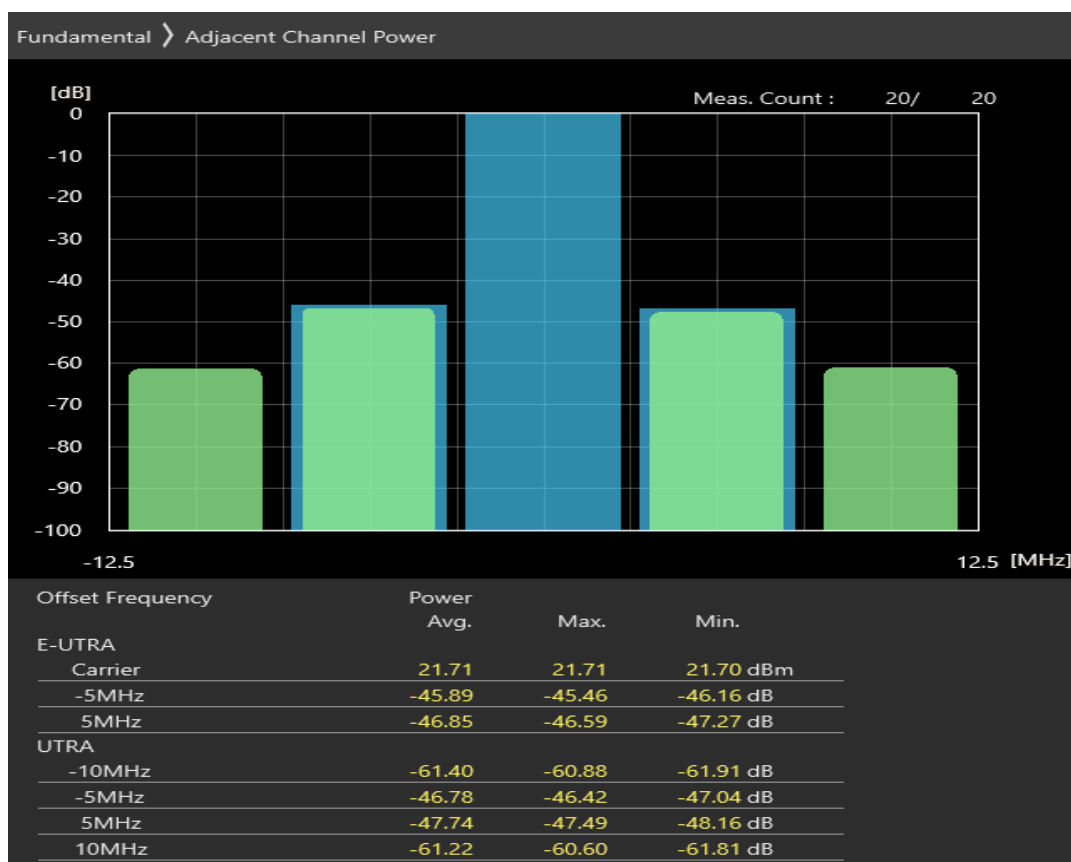 Fundamental ❯ Adjacent Channel Power
[dB]
Meas. Count : 20/ 20
0
-10
-20
-30
-40
-50
-60
-70
-80
-90
-100
-12.5 12.5 [MHz]
Offset Frequency Power
Avg. Max. Min.
E-UTRA
Carrier 21.71 21.71 21.70 dBm
-5MHz -45.89 -45.46 -46.16 dB
5MHz -46.85 -46.59 -47.27 dB
UTRA
-10MHz -61.40 -60.88 -61.91 dB
-5MHz -46.78 -46.42 -47.04 dB
5MHz -47.74 -47.49 -48.16 dB
10MHz -61.22 -60.60 -61.81 dB